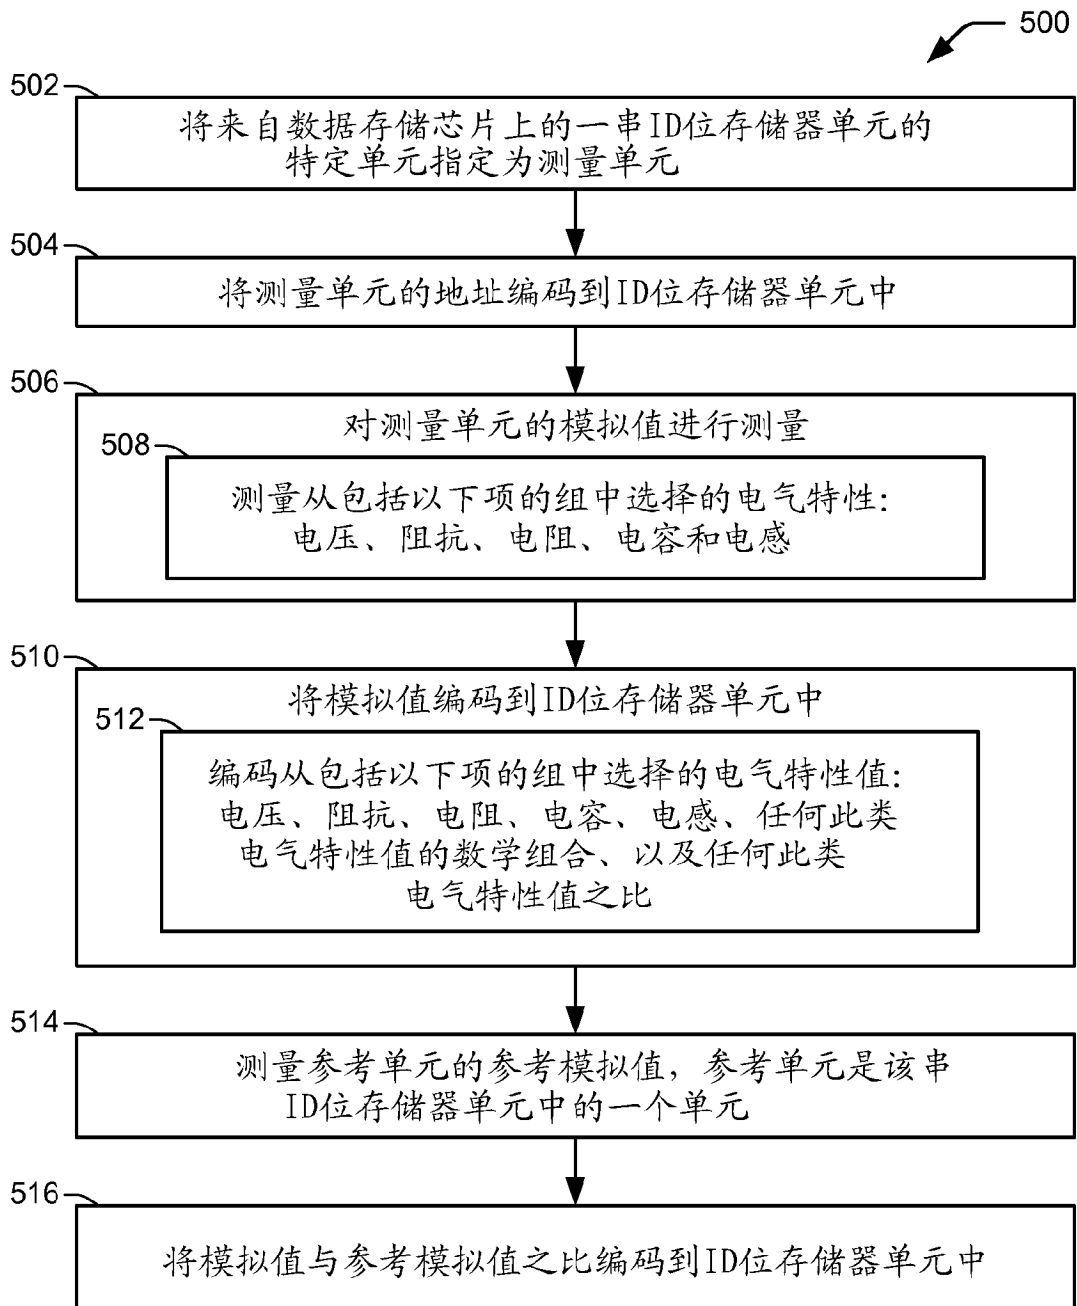 500
502
将来自数据存储芯片上的一串ID位存储器单元的
特定单元指定为测量单元
504
将测量单元的地址编码到ID位存储器单元中
506
对测量单元的模拟值进行测量
508
测量从包括以下项的组中选择的电气特性:
电压、阻抗、电阻、电容和电感
510
将模拟值编码到ID位存储器单元中
512
编码从包括以下项的组中选择的电气特性值:
电压、阻抗、电阻、电容、电感、任何此类
电气特性值的数学组合、以及任何此类
电气特性值之比
514
测量参考单元的参考模拟值，参考单元是该串
ID位存储器单元中的一个单元
516
将模拟值与参考模拟值之比编码到ID位存储器单元中